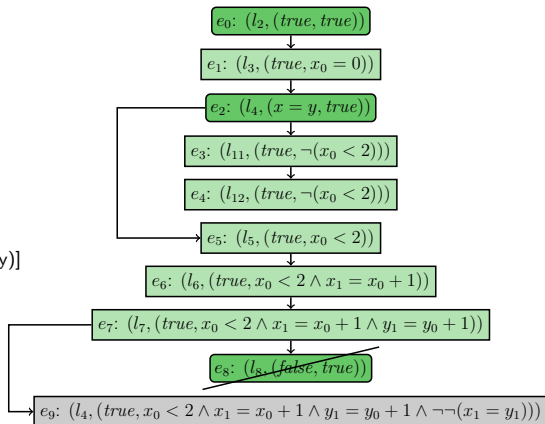 e₀: (l₂, (true, true))
e₁: (l₃, (true, x₀ = 0))
e₂: (l₄, (x = y, true))
e₃: (l₁₁, (true, ¬(x₀ < 2)))
e₄: (l₁₂, (true, ¬(x₀ < 2)))
e₅: (l₅, (true, x₀ < 2))
y)]
e₆: (l₆, (true, x₀ < 2 ∧ x₁ = x₀ + 1))
e₇: (l₇, (true, x₀ < 2 ∧ x₁ = x₀ + 1 ∧ y₁ = y₀ + 1))
e₈: (l₈, (false, true))
e₉: (l₄, (true, x₀ < 2 ∧ x₁ = x₀ + 1 ∧ y₁ = y₀ + 1 ∧ ¬¬(x₁ = y₁)))